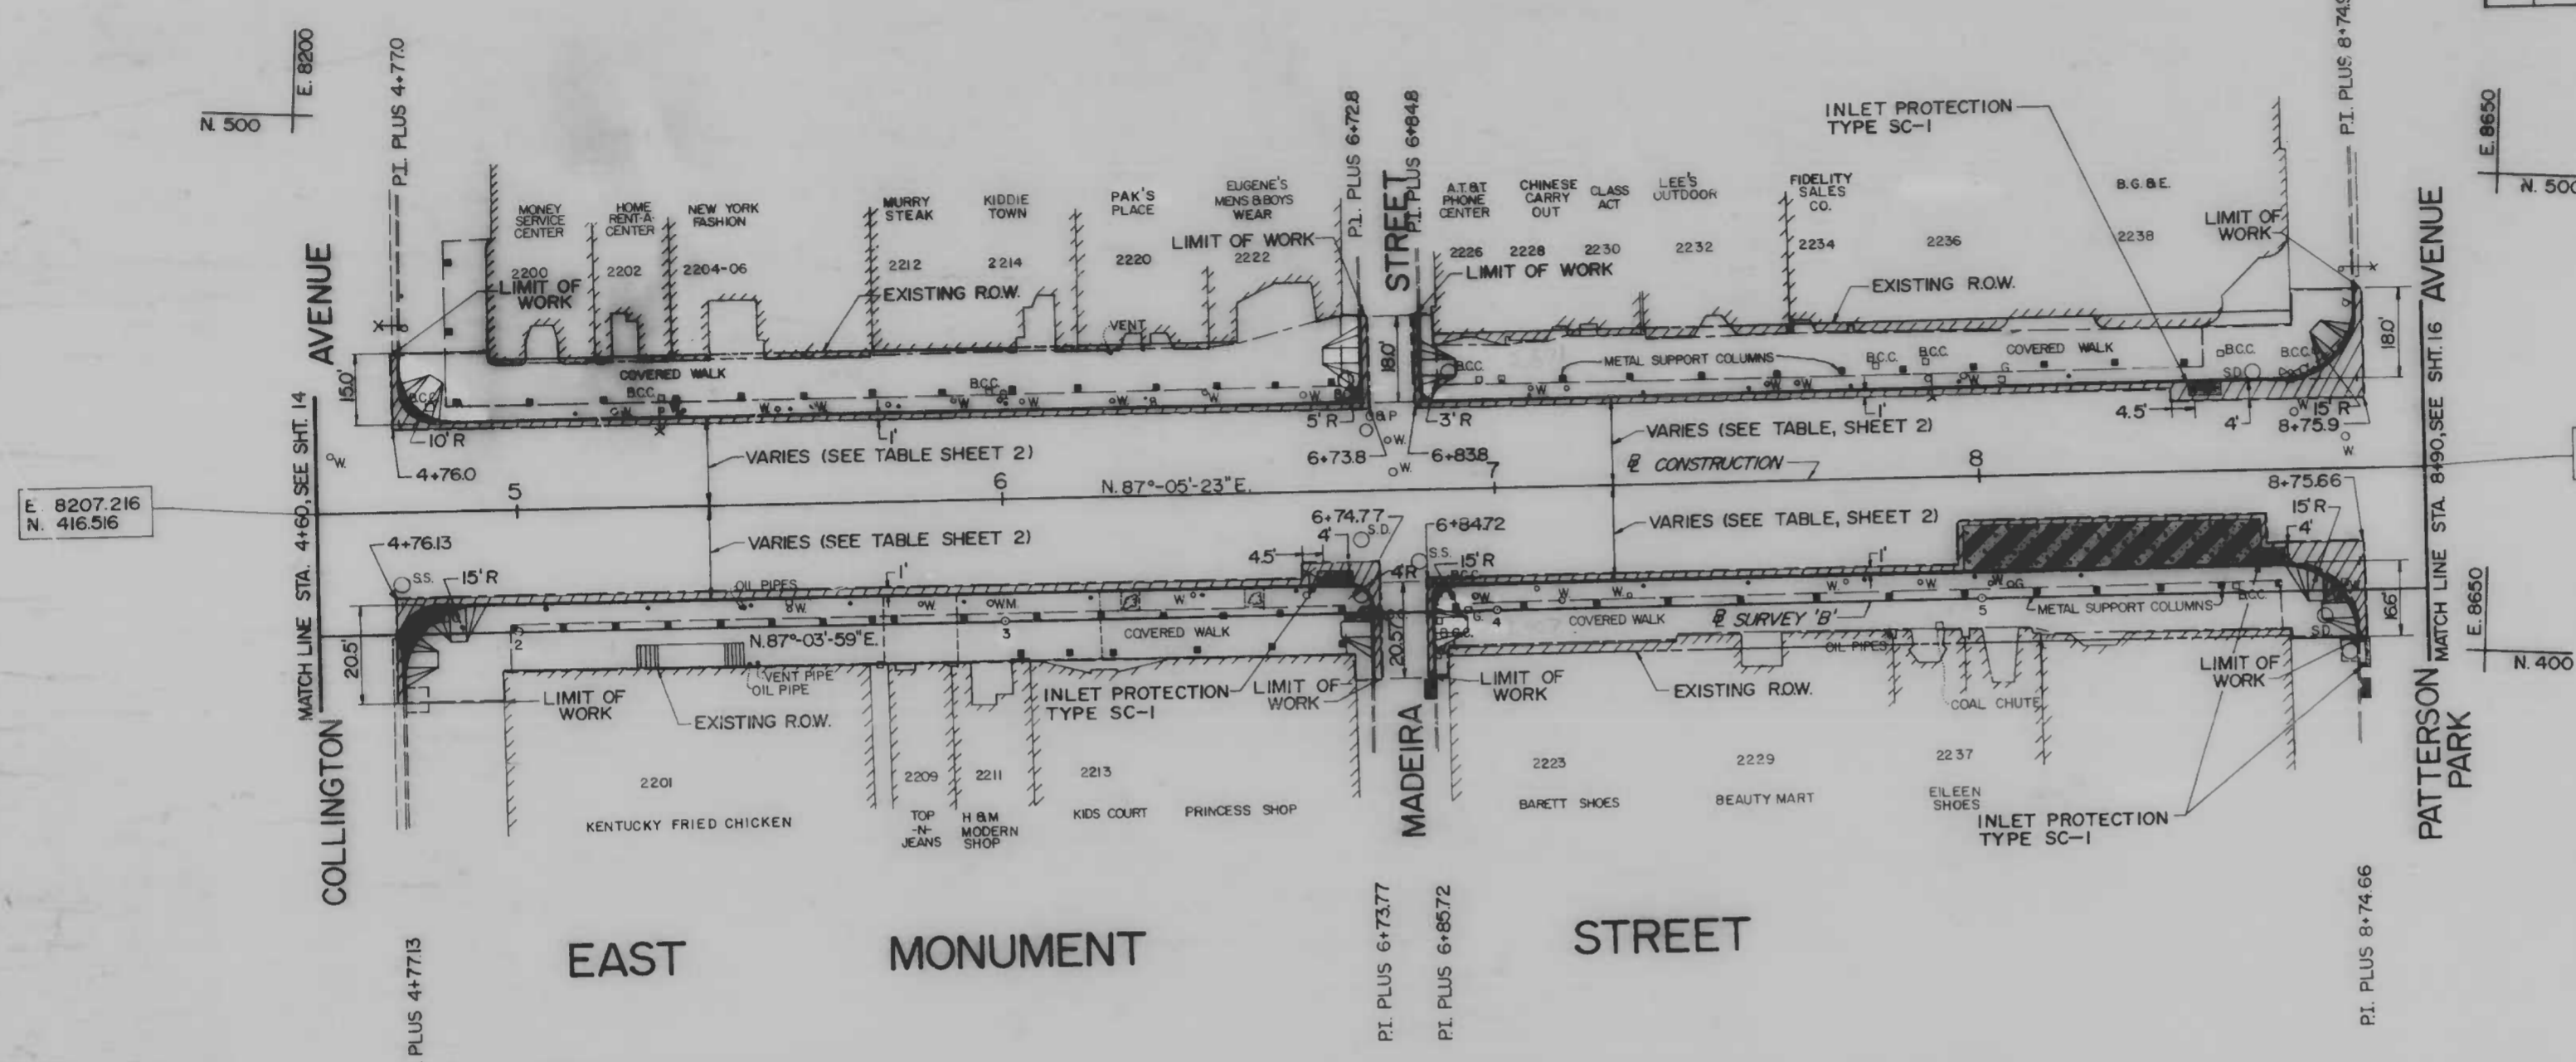 E. 8200
N. 500
P.I. PLUS 4+77.0
P.I. PLUS 6+72.8
P.I. PLUS 6+84.8
INLET PROTECTION
TYPE SC-1
E. 8650
AVENUE
STREET
AVENUE
MONEY
SERVICE
CENTER
2200
HOME
RENT-A-
CENTER
2202
NEW YORK
FASHION
2204-06
MURRY
STEAK
2212
KIDDIE
TOWN
2214
PAK'S
PLACE
2220
EUGENE'S
MENS & BOYS
WEAR
2222
LIMIT OF WORK
A.T.&T
PHONE
CENTER
2226
CHINESE
CARRY
OUT
2228
CLASS
ACT
2230
LEE'S
OUTDOOR
2232
FIDELITY
SALES
CO.
2234
2236
B.G.&E.
2238
LIMIT OF
WORK
LIMIT OF
WORK
EXISTING R.O.W.
VENT
LIMIT OF WORK
EXISTING R.O.W.
15.0'
COVERED WALK
B.C.C.
B.C.C.
18.0'
B.C.C.
METAL SUPPORT COLUMNS
B.C.C.
B.C.C.
COVERED WALK
B.C.C.
B.C.C.
S.D.
18.0'
10' R
4+76.0
1'
VARIES (SEE TABLE SHEET 2)
5' R
6+73.8
3' R
6+83.8
1'
VARIES (SEE TABLE, SHEET 2)
4.5'
4'
15' R
8+75.9
MATCH LINE STA. 4+60, SEE SHT. 14
E. 8207.216
N. 416.516
5
6
N. 87°-05'-23" E.
7
CONSTRUCTION
8
MATCH LINE STA. 8+90, SEE SHT. 16
4+76.13
S.S.
15' R
VARIES (SEE TABLE SHEET 2)
1'
4.5'
6+74.77
4'
S.D.
6+84.72
S.S.
15' R
VARIES (SEE TABLE, SHEET 2)
1'
8+75.66
15' R
4'
20.5'
OIL PIPES
2
N. 87°-03'-59" E.
3
COVERED WALK
4
COVERED WALK
SURVEY 'B'
5
METAL SUPPORT COLUMNS
B.C.C.
S.D.
E. 8650
N. 400
LIMIT OF
WORK
EXISTING R.O.W.
VENT PIPE
OIL PIPE
INLET PROTECTION
TYPE SC-1
LIMIT OF
WORK
LIMIT OF
WORK
EXISTING R.O.W.
OIL PIPES
COAL CHUTE
LIMIT OF
WORK
INLET PROTECTION
TYPE SC-1
2201
KENTUCKY FRIED CHICKEN
2209
TOP
-N-
JEANS
2211
H&M
MODERN
SHOP
2213
KIDS COURT
PRINCESS SHOP
2223
BARETT SHOES
2229
BEAUTY MART
2237
EILEEN
SHOES
COLLINGTON
MADEIRA
PATTERSON
PARK
EAST MONUMENT STREET
PLUS 4+77.13
P.I. PLUS 6+73.77
P.I. PLUS 6+85.72
P.I. PLUS 8+74.66